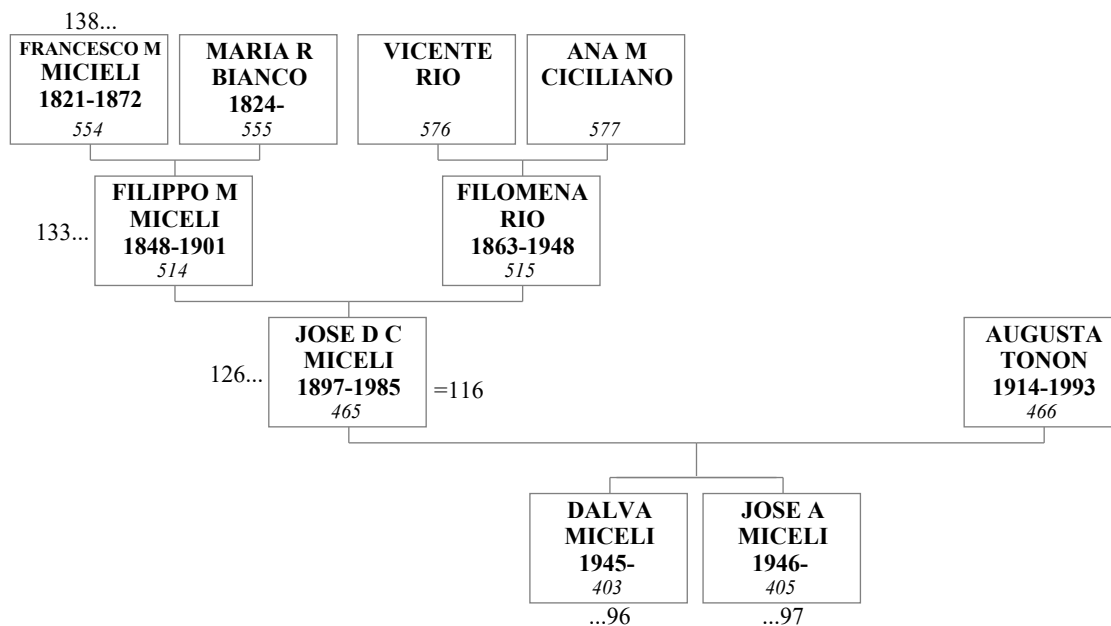 138...
FRANCESCO M
MICIELI
1821-1872
554
MARIA R
BIANCO
1824-
555
VICENTE
RIO
576
ANA M
CICILIANO
577
133...
FILIPPO M
MICELI
1848-1901
514
FILOMENA
RIO
1863-1948
515
126...
JOSE D C
MICELI
1897-1985
465
=116
AUGUSTA
TONON
1914-1993
466
DALVA
MICELI
1945-
403
...96
JOSE A
MICELI
1946-
405
...97